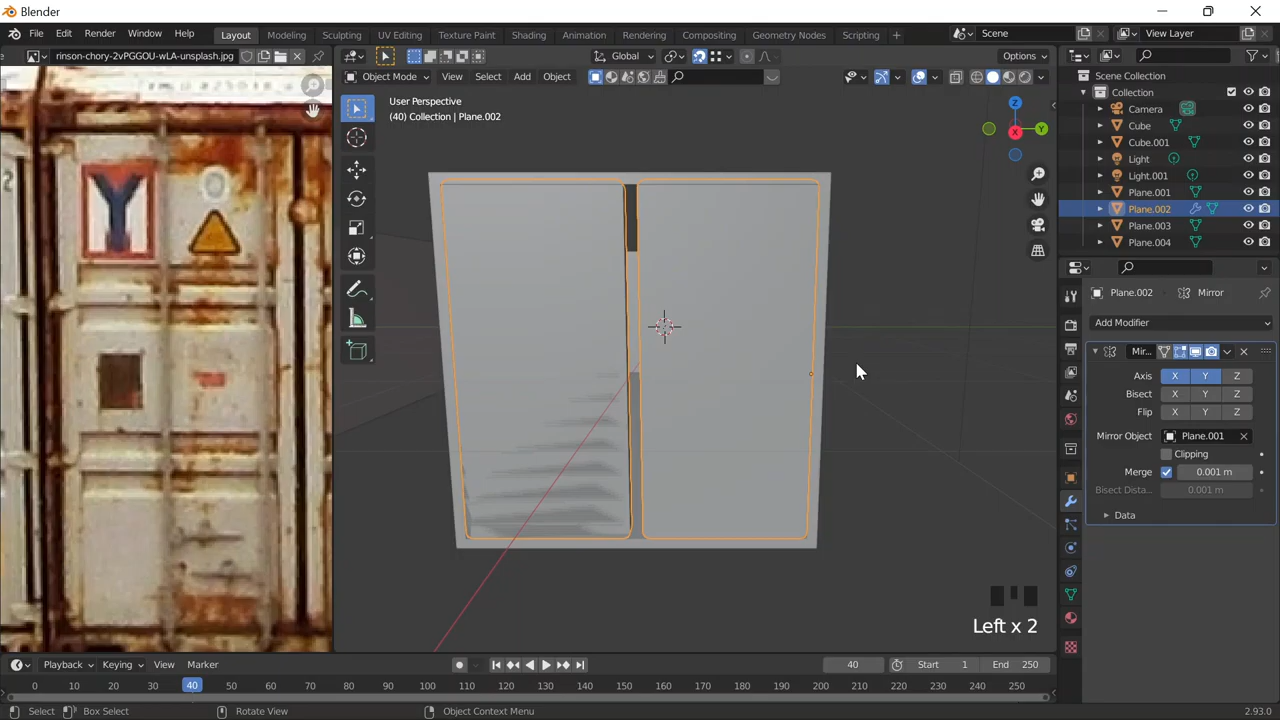 Blender
File Edit Render Window Help Layout Modeling Sculpting UV Editing Texture Paint Shading Animation Rendering Compositing Geometry Nodes Scripting + Scene View Layer
rinson-chory-2vPGGOU-wLA-unsplash.jpg Global Options
Object Mode View Select Add Object
User Perspective
(40) Collection | Plane.002
Z
Y
X
Y
Scene Collection
Collection
Camera
Cube
Cube.001
Light
Light.001
Plane.001
Plane.002
Plane.003
Plane.004
Plane.002 Mirror
Add Modifier
Mir...
Axis X Y Z
Bisect X Y Z
Flip X Y Z
Mirror Object Plane.001
Clipping
Merge 0.001 m
Bisect Dista... 0.001 m
Data
Left x 2
Playback Keying View Marker 40 Start 1 End 250
0 10 20 30 40 50 60 70 80 90 100 110 120 130 140 150 160 170 180 190 200 210 220 230 240 250
Select Box Select Rotate View Object Context Menu 2.93.0